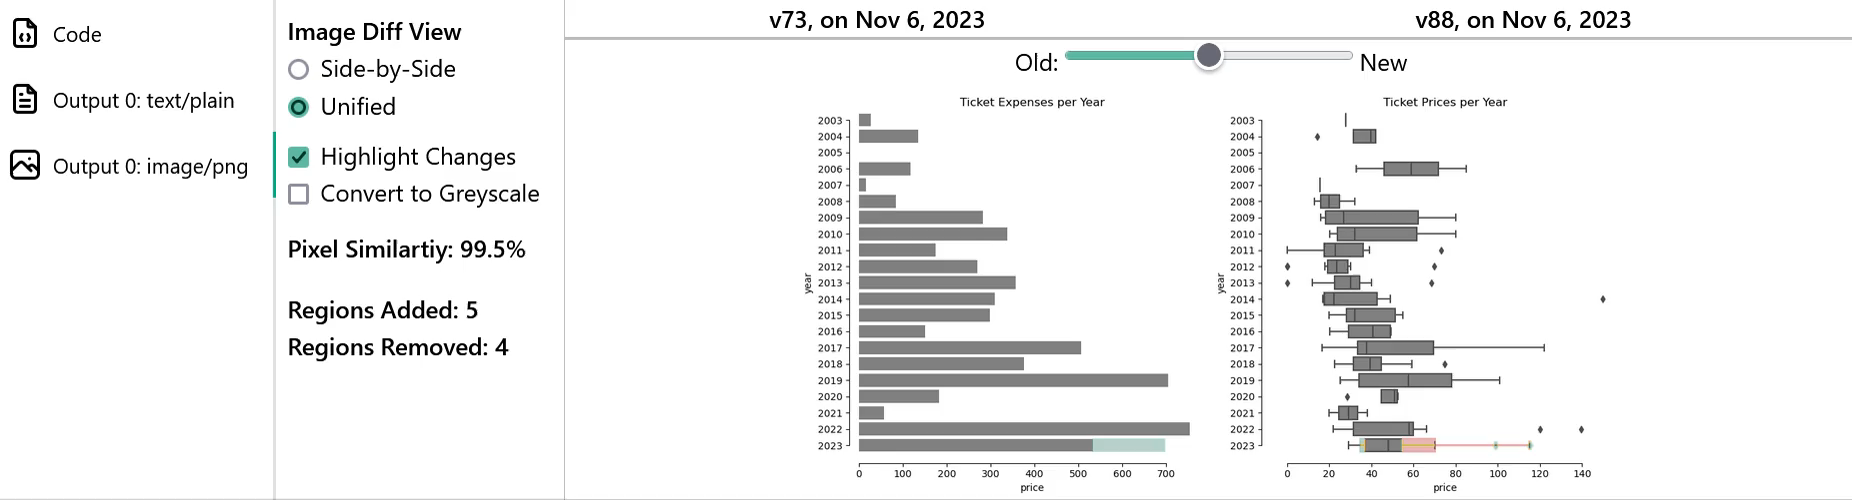 Code
Output 0: text/plain
Output 0: image/png
Image Diff View
Side-by-Side
Unified
Highlight Changes
Convert to Greyscale
Pixel Similartiy: 99.5%
Regions Added: 5
Regions Removed: 4
v73, on Nov 6, 2023
v88, on Nov 6, 2023
Old:
New
Ticket Expenses per Year
year
2003
2004
2005
2006
2007
2008
2009
2010
2011
2012
2013
2014
2015
2016
2017
2018
2019
2020
2021
2022
2023
0 100 200 300 400 500 600 700
price
Ticket Prices per Year
year
2003
2004
2005
2006
2007
2008
2009
2010
2011
2012
2013
2014
2015
2016
2017
2018
2019
2020
2021
2022
2023
0 20 40 60 80 100 120 140
price